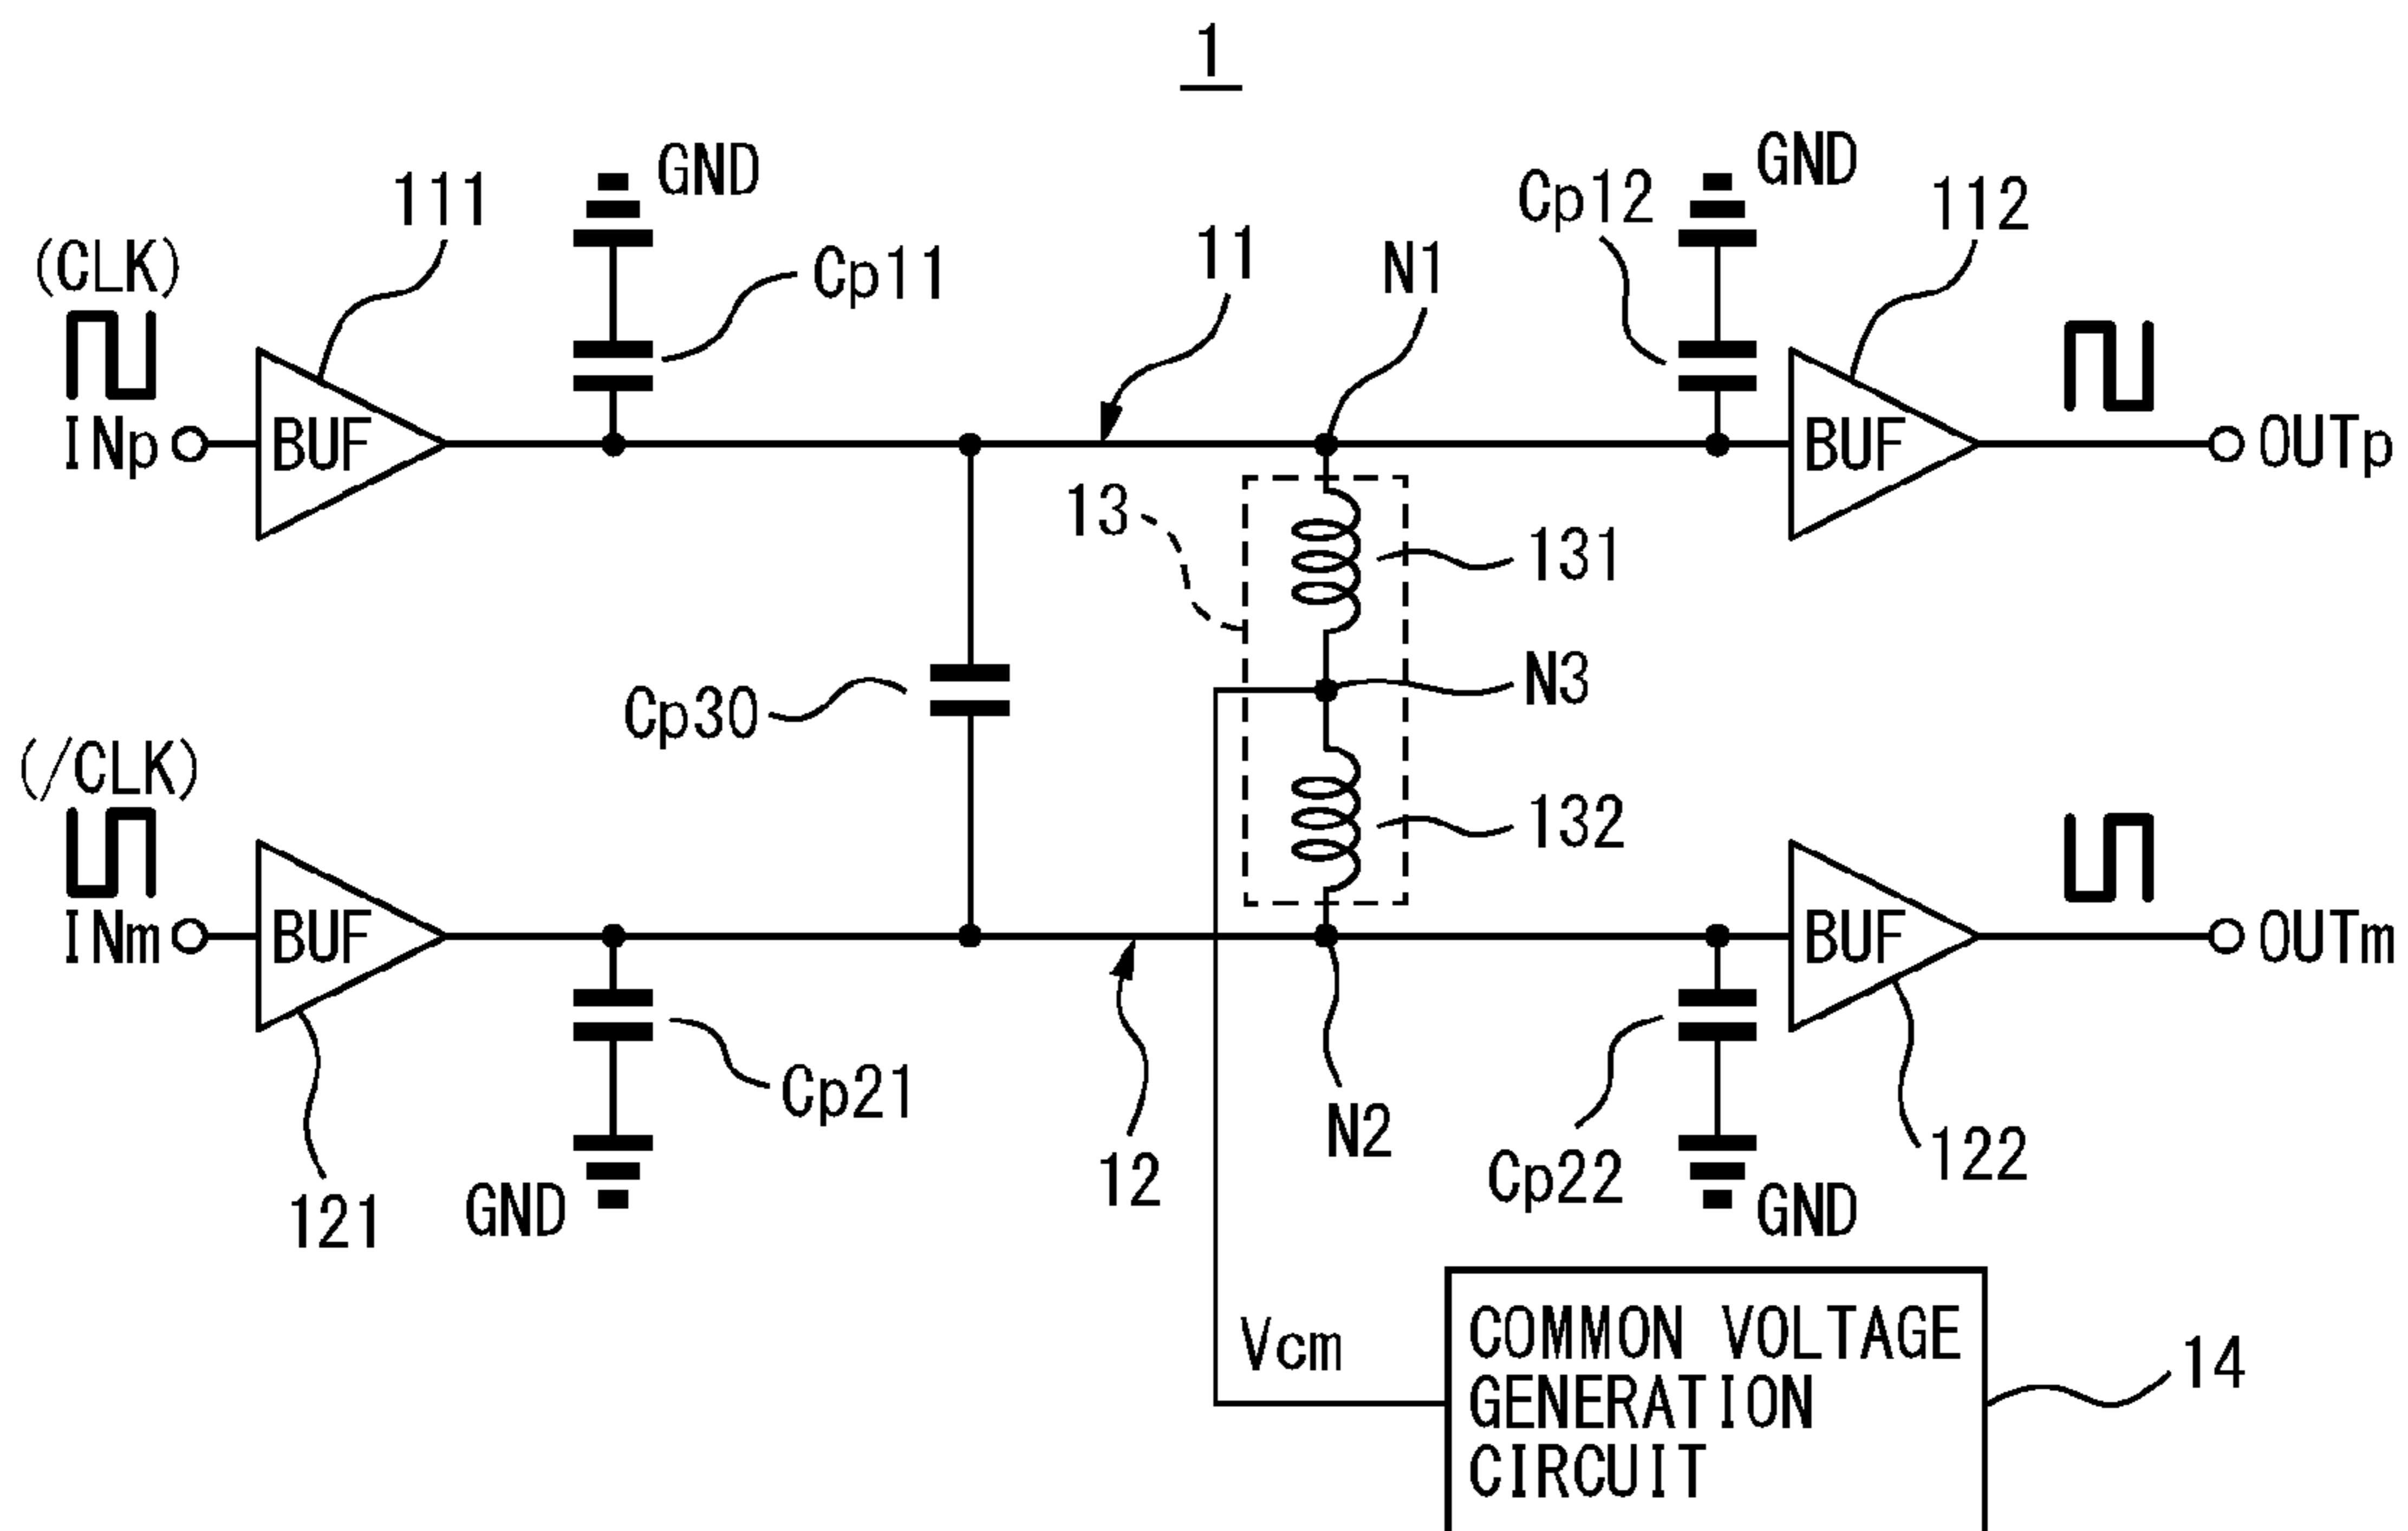 1
GND
GND
111
Cp12
112
(CLK)
Cp11
11
N1
INp
BUF
BUF
OUTp
13
131
N3
Cp30
(/CLK)
132
INm
BUF
BUF
OUTm
Cp21
N2
12
Cp22
122
121
GND
GND
Vcm
COMMON VOLTAGE
GENERATION
CIRCUIT
14